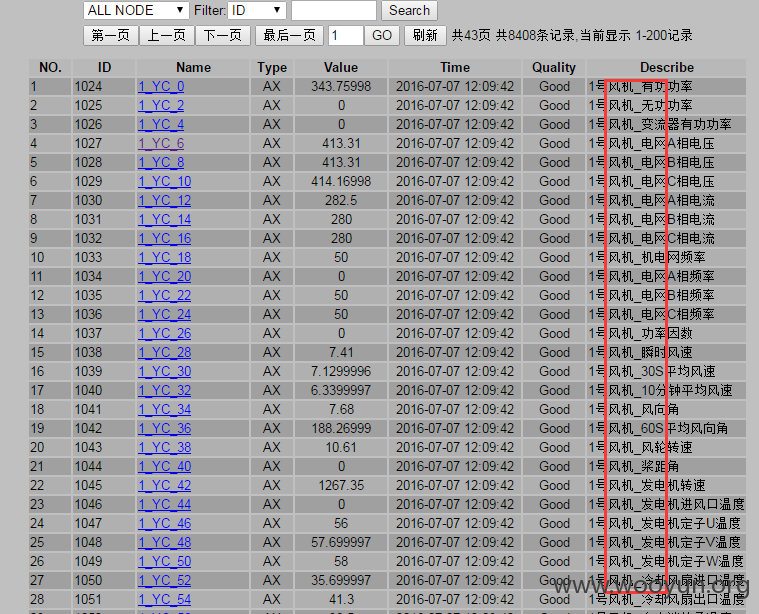 ALL NODE Filter: ID Search
第一页 上一页 下一页 最后一页 1 GO 刷新 共43页 共8408条记录,当前显示 1-200记录
NO. ID Name Type Value Time Quality Describe
1 1024 1_YC_0 AX 343.75998 2016-07-07 12:09:42 Good 1号风机_有功功率
2 1025 1_YC_2 AX 0 2016-07-07 12:09:42 Good 1号风机_无功功率
3 1026 1_YC_4 AX 0 2016-07-07 12:09:42 Good 1号风机_变流器有功功率
4 1027 1_YC_6 AX 413.31 2016-07-07 12:09:42 Good 1号风机_电网A相电压
5 1028 1_YC_8 AX 413.31 2016-07-07 12:09:42 Good 1号风机_电网B相电压
6 1029 1_YC_10 AX 414.16998 2016-07-07 12:09:42 Good 1号风机_电网C相电压
7 1030 1_YC_12 AX 282.5 2016-07-07 12:09:42 Good 1号风机_电网A相电流
8 1031 1_YC_14 AX 280 2016-07-07 12:09:42 Good 1号风机_电网B相电流
9 1032 1_YC_16 AX 280 2016-07-07 12:09:42 Good 1号风机_电网C相电流
10 1033 1_YC_18 AX 50 2016-07-07 12:09:42 Good 1号风机_机电网频率
11 1034 1_YC_20 AX 0 2016-07-07 12:09:42 Good 1号风机_电网A相频率
12 1035 1_YC_22 AX 50 2016-07-07 12:09:42 Good 1号风机_电网B相频率
13 1036 1_YC_24 AX 50 2016-07-07 12:09:42 Good 1号风机_电网C相频率
14 1037 1_YC_26 AX 0 2016-07-07 12:09:42 Good 1号风机_功率因数
15 1038 1_YC_28 AX 7.41 2016-07-07 12:09:42 Good 1号风机_瞬时风速
16 1039 1_YC_30 AX 7.1299996 2016-07-07 12:09:42 Good 1号风机_30S平均风速
17 1040 1_YC_32 AX 6.3399997 2016-07-07 12:09:42 Good 1号风机_10分钟平均风速
18 1041 1_YC_34 AX 7.68 2016-07-07 12:09:42 Good 1号风机_风向角
19 1042 1_YC_36 AX 188.26999 2016-07-07 12:09:42 Good 1号风机_60S平均风向角
20 1043 1_YC_38 AX 10.61 2016-07-07 12:09:42 Good 1号风机_风轮转速
21 1044 1_YC_40 AX 0 2016-07-07 12:09:42 Good 1号风机_桨距角
22 1045 1_YC_42 AX 1267.35 2016-07-07 12:09:42 Good 1号风机_发电机转速
23 1046 1_YC_44 AX 0 2016-07-07 12:09:42 Good 1号风机_发电机进风口温度
24 1047 1_YC_46 AX 56 2016-07-07 12:09:42 Good 1号风机_发电机定子U温度
25 1048 1_YC_48 AX 57.699997 2016-07-07 12:09:42 Good 1号风机_发电机定子V温度
26 1049 1_YC_50 AX 58 2016-07-07 12:09:42 Good 1号风机_发电机定子W温度
27 1050 1_YC_52 AX 35.699997 2016-07-07 12:09:42 Good 1号风机_冷却风扇进口温度
28 1051 1_YC_54 AX 41.3 2016-07-07 12:09:42 Good 1号风机_冷却风扇出口温度
www.wooyun.org